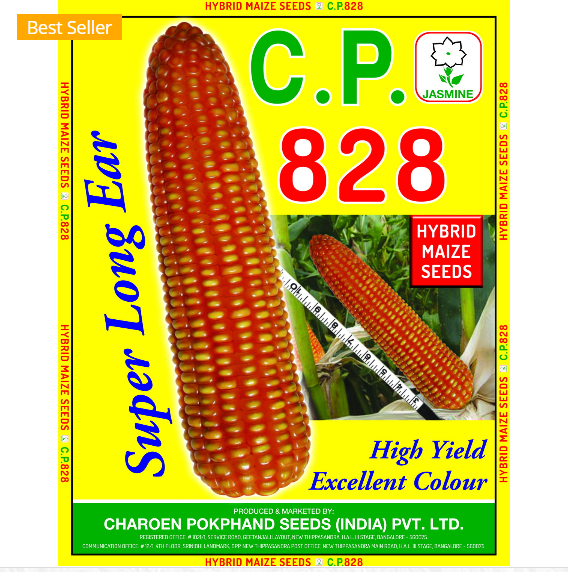 HYBRID MAIZE SEEDS C.P.828
Best Seller
C.P.
JASMINE
828
Super Long Ear
HYBRID
MAIZE
SEEDS
HYBRID MAIZE SEEDS C.P.828
HYBRID MAIZE SEEDS C.P.828
HYBRID MAIZE SEEDS C.P.828
HYBRID MAIZE SEEDS C.P.828
High Yield
Excellent Colour
PRODUCED & MARKETED BY:
CHAROEN POKPHAND SEEDS (INDIA) PVT. LTD.
HYBRID MAIZE SEEDS C.P.828